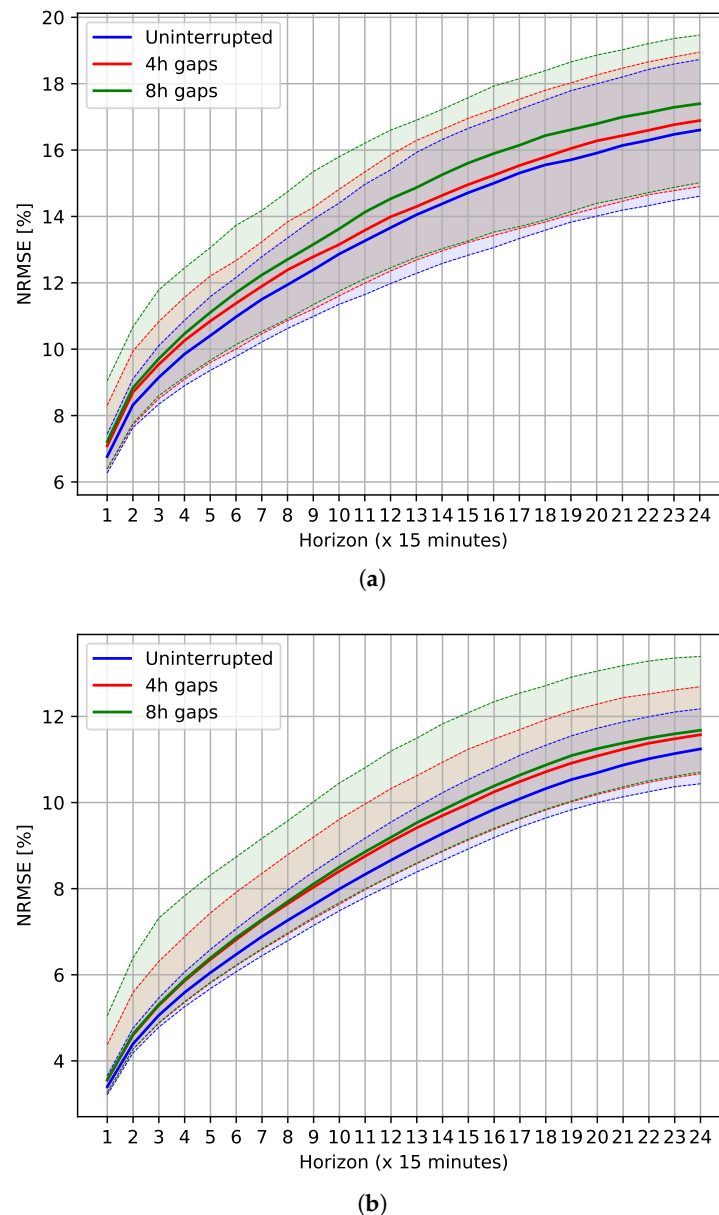 20
18
16
14
12
10
8
6
NRMSE [%]
Uninterrupted
4h gaps
8h gaps
1 2 3 4 5 6 7 8 9 10 11 12 13 14 15 16 17 18 19 20 21 22 23 24
Horizon (x 15 minutes)
(a)
12
10
8
6
4
NRMSE [%]
Uninterrupted
4h gaps
8h gaps
1 2 3 4 5 6 7 8 9 10 11 12 13 14 15 16 17 18 19 20 21 22 23 24
Horizon (x 15 minutes)
(b)